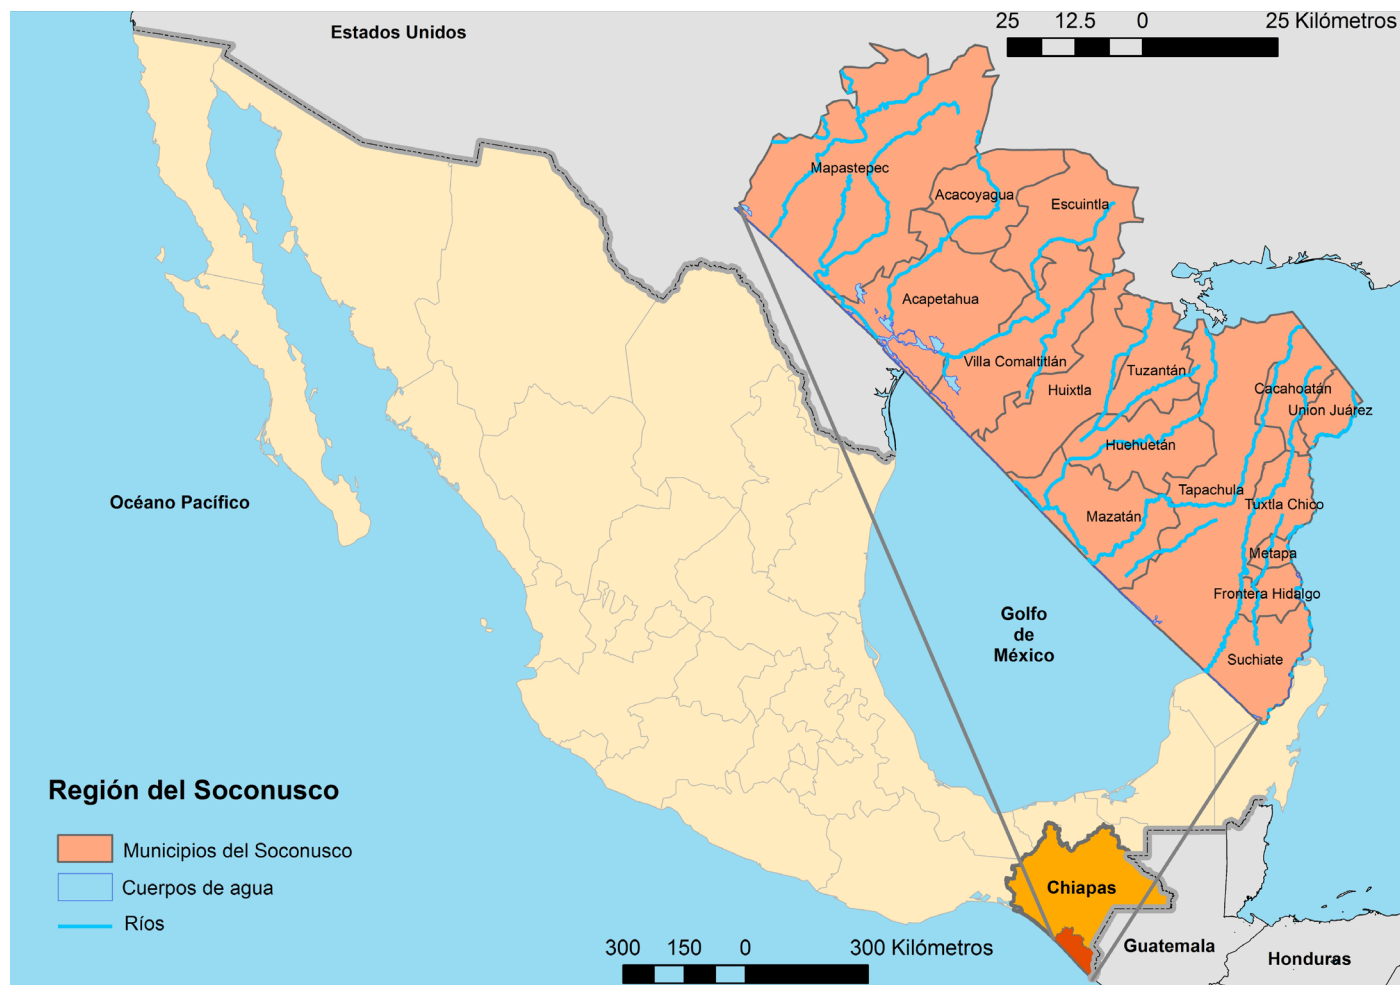 Estados Unidos
25 12.5 0 25 Kilómetros
Mapastepec
Acacoyagua
Escuintla
Acapetahua
Villa Comaltitlán
Tuzantán
Huixtla
Cacahoatán
Union Juárez
Huehuetán
Tapachula
Océano Pacífico
Tuxtla Chico
Mazatán
Metapa
Frontera Hidalgo
Golfo
de
México
Suchiate
Región del Soconusco
Municipios del Soconusco
Cuerpos de agua
Ríos
Chiapas
300 150 0 300 Kilómetros
Guatemala
Honduras